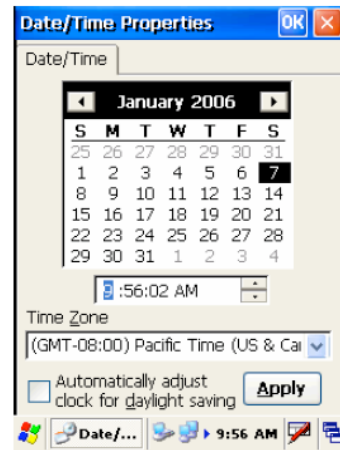 Date/Time Properties OK
Date/Time
January 2006
S M T W T F S
25 26 27 28 29 30 31
1 2 3 4 5 6 7
8 9 10 11 12 13 14
15 16 17 18 19 20 21
22 23 24 25 26 27 28
29 30 31 1 2 3 4
9:56:02 AM
Time Zone
(GMT-08:00) Pacific Time (US & Ca
Automatically adjust
clock for daylight saving
Apply
Date/... 9:56 AM